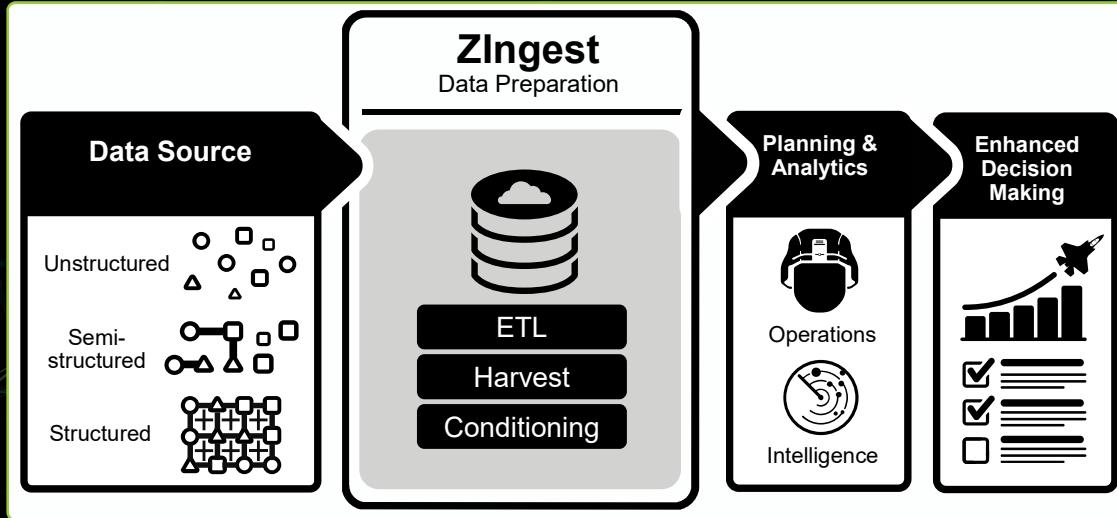 ZIngest
Data Preparation
Data Source
Unstructured
Semi-
structured
Structured
ETL
Harvest
Conditioning
Planning &
Analytics
Operations
Intelligence
Enhanced
Decision
Making